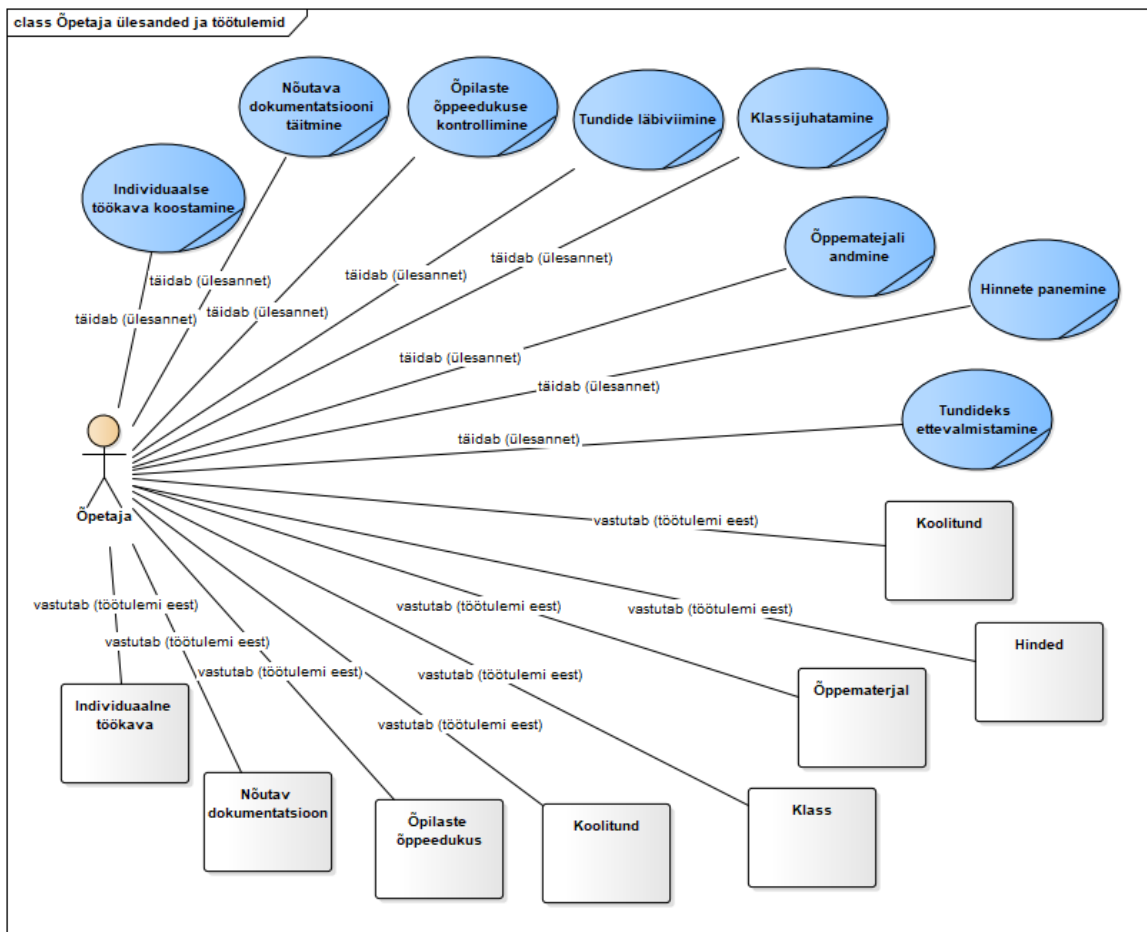 class Õpetaja ülesanded ja töötulemid
Nõutava
dokumentatsiooni
täitmine
Õpilaste
õppeedukuse
kontrollimine
Tundide läbiviimine
Klassijuhatamine
Individuaalse
töökava koostamine
Õppematejali
andmine
Hinnete panemine
Tundideks
ettevalmistamine
täidab (ülesannet)
täidab (ülesannet)
täidab (ülesannet)
täidab (ülesannet)
täidab (ülesannet)
täidab (ülesannet)
täidab (ülesannet)
täidab (ülesannet)
Õpetaja
vastutab (töötulemi eest)
vastutab (töötulemi eest)
vastutab (töötulemi eest)
vastutab (töötulemi eest)
vastutab (töötulemi eest)
vastutab (töötulemi eest)
vastutab (töötulemi eest)
vastutab (töötulemi eest)
Koolitund
Hinded
Õppematerjal
Individuaalne
töökava
Nõutav
dokumentatsioon
Õpilaste
õppeedukus
Koolitund
Klass